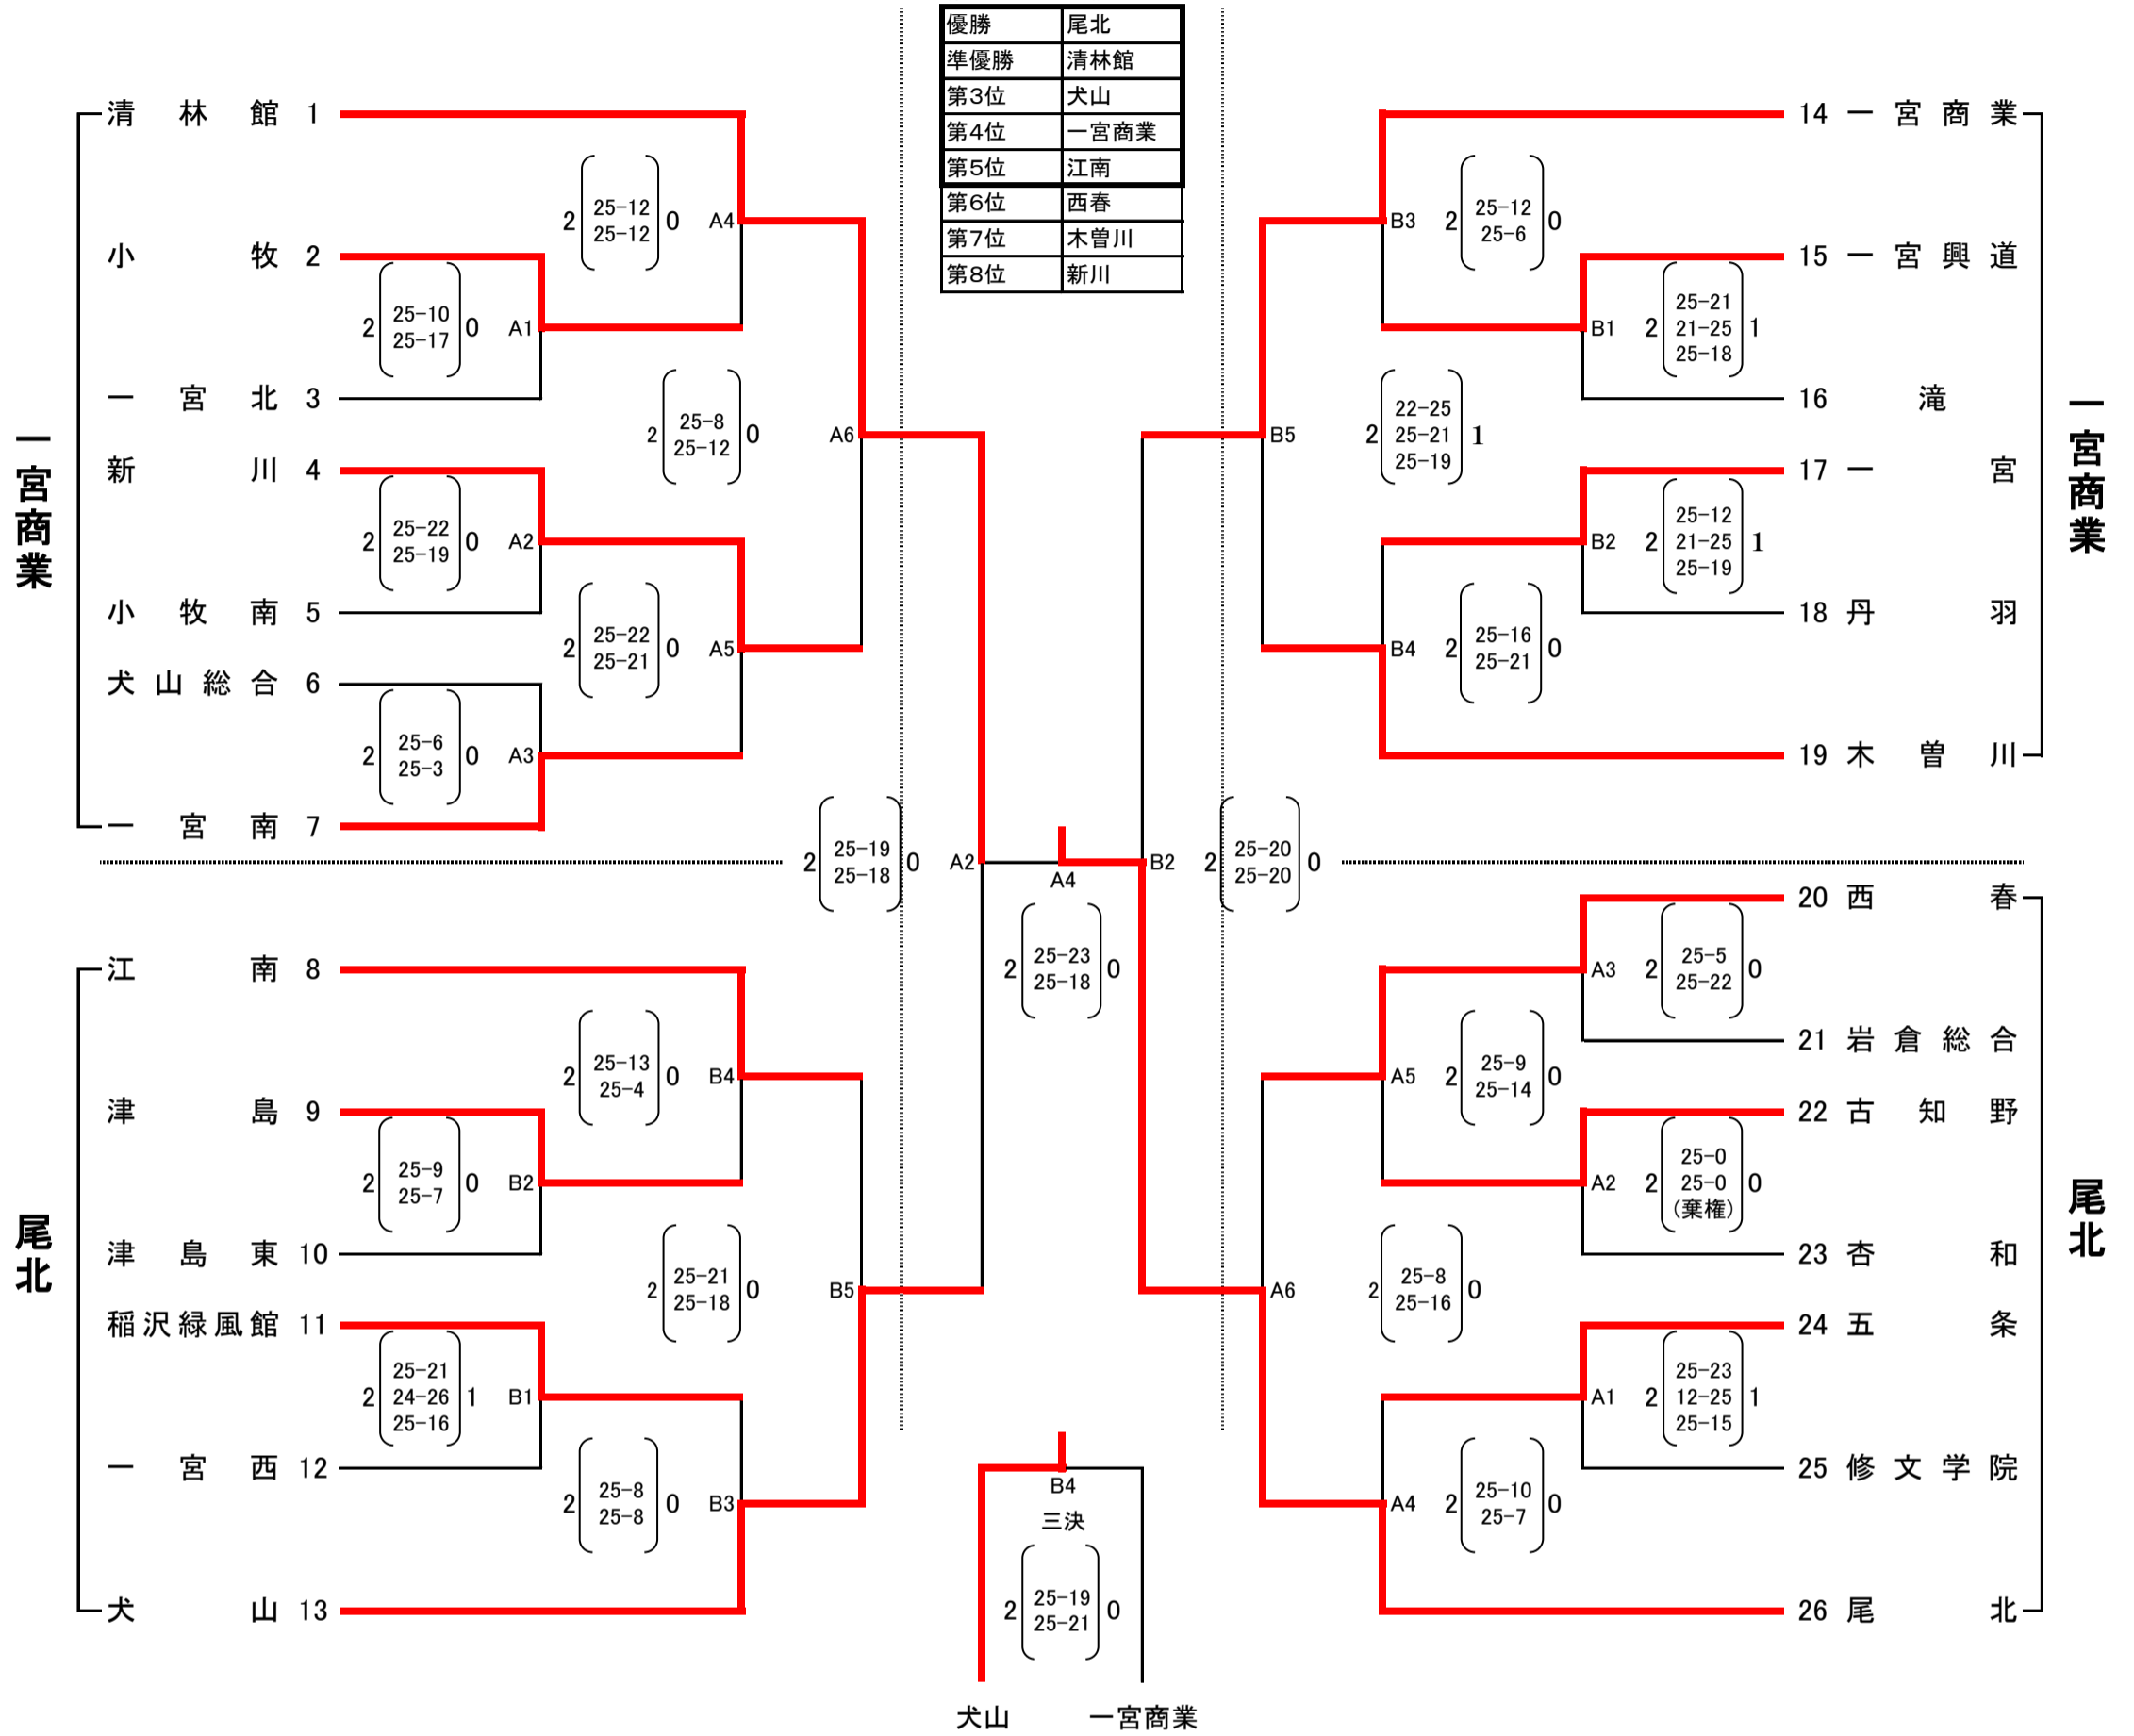 優勝 尾北
準優勝 清林館
第3位 犬山
第4位 一宮商業
第5位 江南
第6位 西春
第7位 木曽川
第8位 新川
一宮商業
清林館 1
小牧 2
一宮北 3
新川 4
小牧南 5
犬山総合 6
一宮南 7
2 25-12 0 A4
25-12
2 25-10 0 A1
25-17
2 25-8 0 A6
25-12
2 25-22 0 A2
25-19
2 25-22 0 A5
25-21
2 25-6 0 A3
25-3
尾北
江南 8
津島 9
津島東 10
稲沢緑風館 11
一宮西 12
犬山 13
2 25-13 0 B4
25-4
2 25-9 0 B2
25-7
2 25-21 0 B5
25-18
2 25-21 1 B1
24-26
25-16
2 25-8 0 B3
25-8
2 25-19 0 A2
25-18
A4
2 25-23 0
25-18
B2 2 25-20 0
25-20
一宮商業
14 一宮商業
15 一宮興道
16 滝
17 一宮
18 丹羽
19 木曽川
B3 2 25-12 0
25-6
B1 2 25-21 1
21-25
25-18
B5 2 22-25 1
25-21
25-19
B2 2 25-12 1
21-25
25-19
B4 2 25-16 0
25-21
尾北
20 西春
21 岩倉総合
22 古知野
23 杏和
24 五条
25 修文学院
26 尾北
A3 2 25-5 0
25-22
A5 2 25-9 0
25-14
A2 2 25-0 0
25-0
(棄権)
A6 2 25-8 0
25-16
A1 2 25-23 1
12-25
25-15
A4 2 25-10 0
25-7
B4
三決
2 25-19 0
25-21
犬山 一宮商業